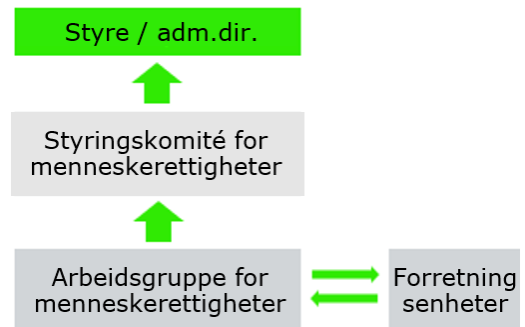 Styre / adm.dir.
Styringskomité for
menneskerettigheter
Arbeidsgruppe for
menneskerettigheter
Forretning
senheter